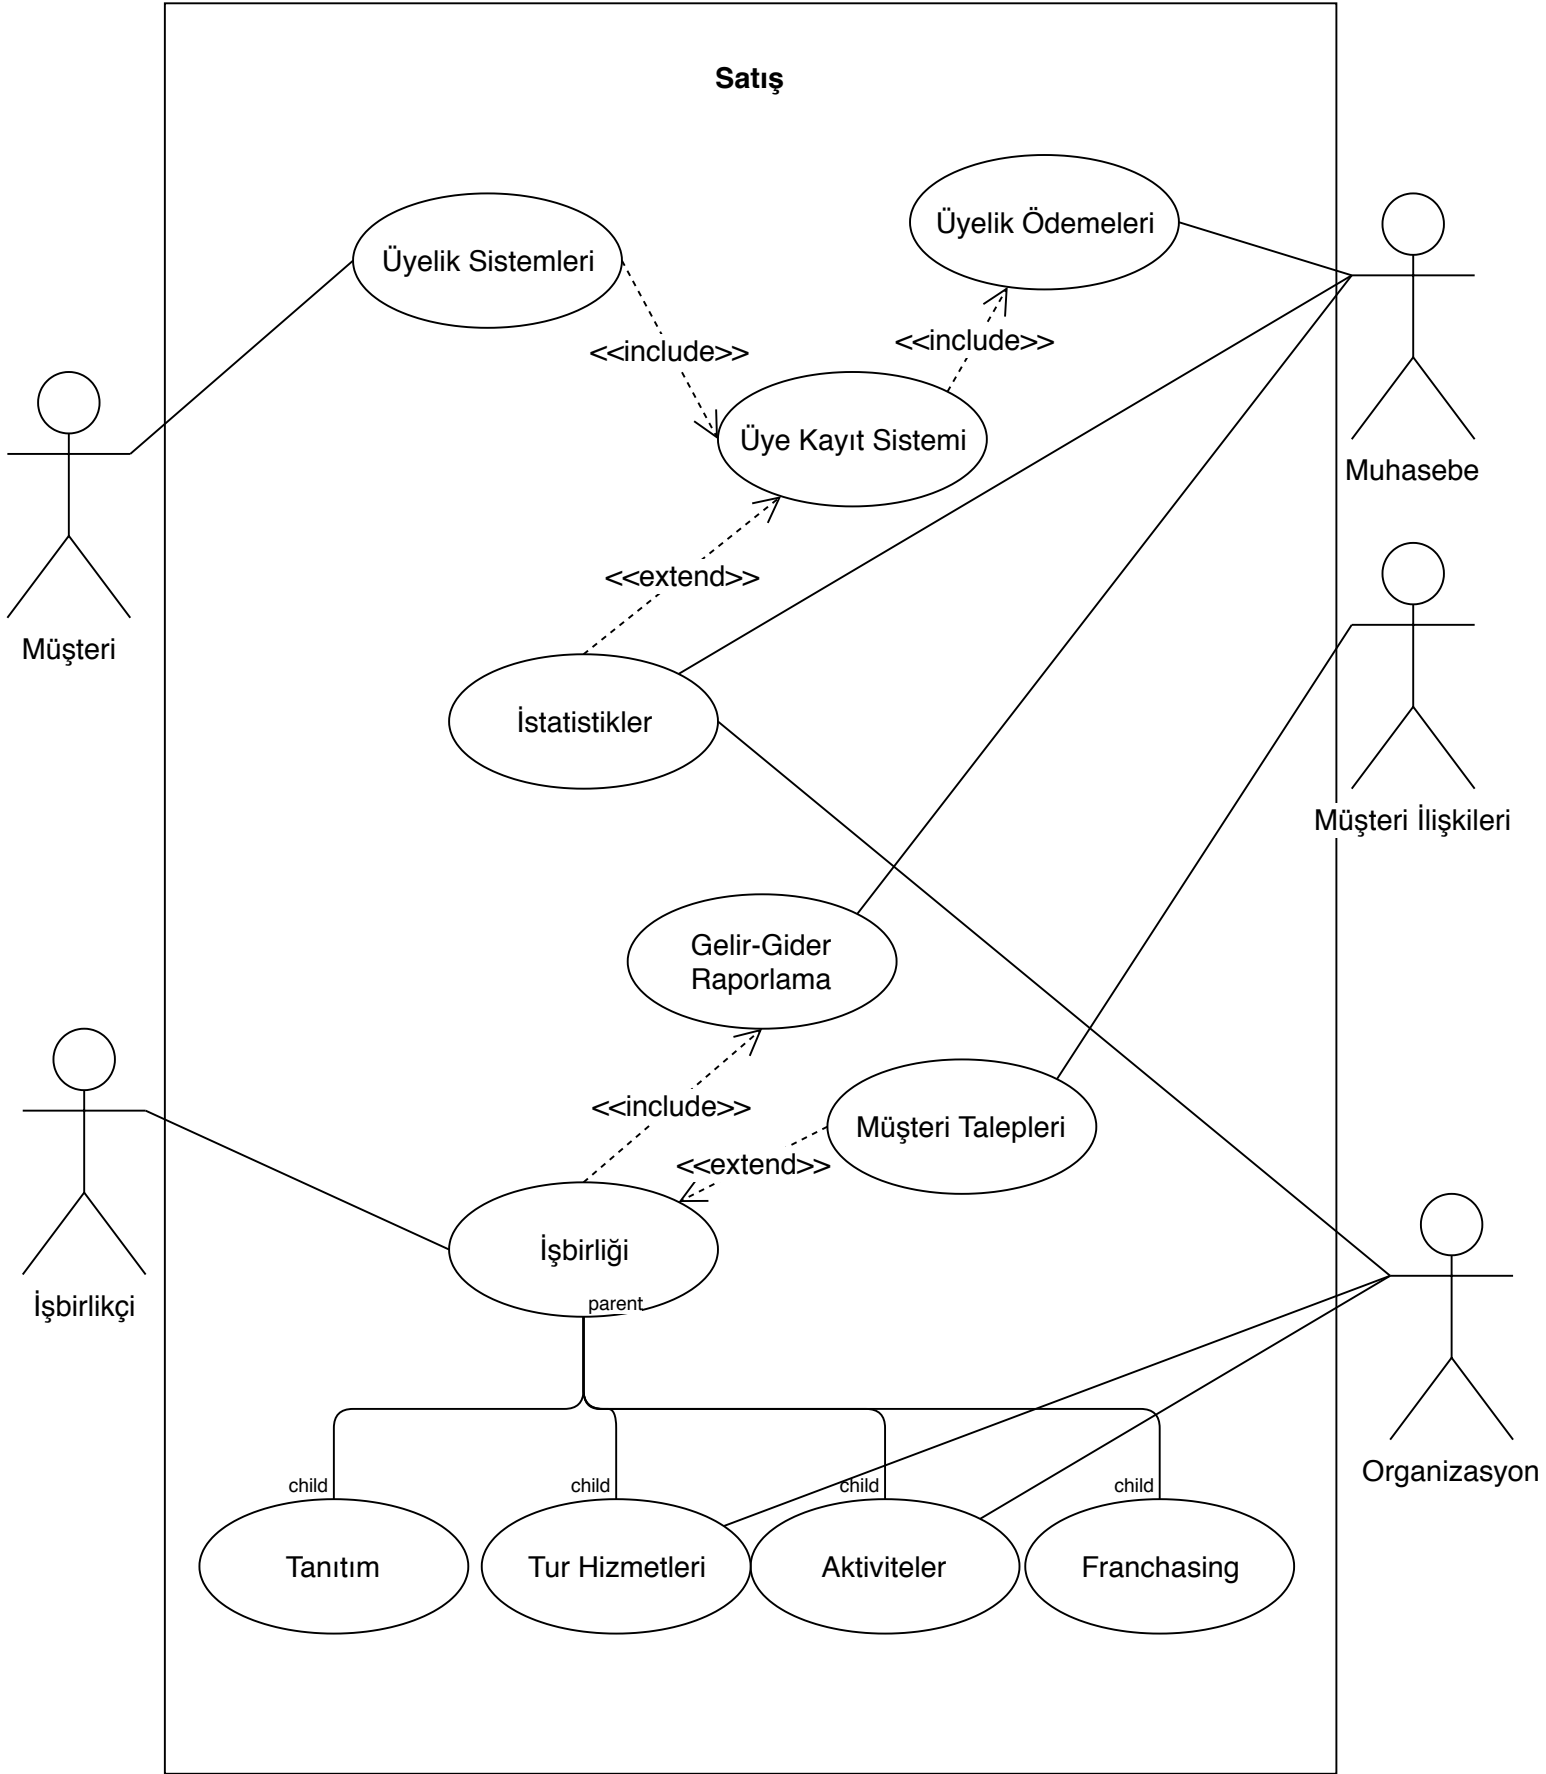 Satış
Üyelik Ödemeleri
Üyelik Sistemleri
<<include>>
<<include>>
Üye Kayıt Sistemi
Muhasebe
<<extend>>
Müşteri
İstatistikler
Müşteri İlişkileri
Gelir-Gider
Raporlama
<<include>>
Müşteri Talepleri
<<extend>>
İşbirliği
parent
İşbirlikçi
Organizasyon
child
child
child
child
Tanıtım
Tur Hizmetleri
Aktiviteler
Franchasing